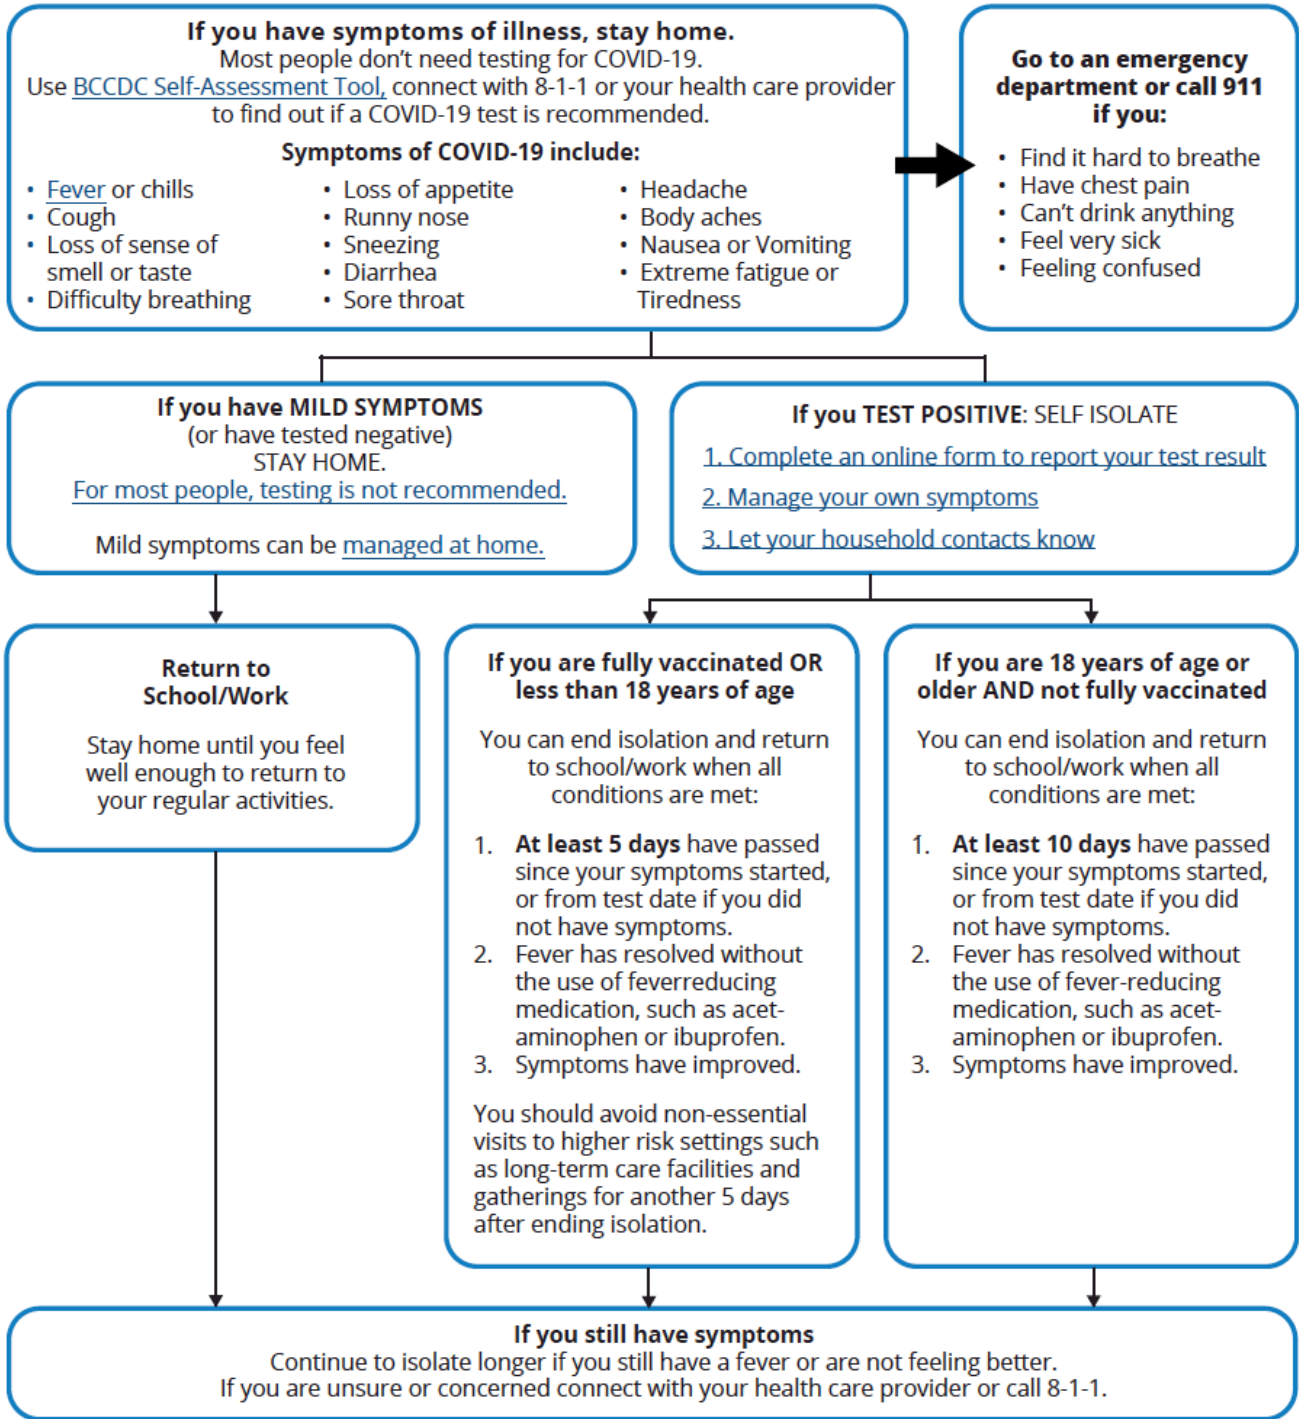 If you have symptoms of illness, stay home.
Most people don’t need testing for COVID-19.
Use BCCDC Self-Assessment Tool, connect with 8-1-1 or your health care provider
to find out if a COVID-19 test is recommended.
Symptoms of COVID-19 include:
• Fever or chills
• Cough
• Loss of sense of
smell or taste
• Difficulty breathing
• Loss of appetite
• Runny nose
• Sneezing
• Diarrhea
• Sore throat
• Headache
• Body aches
• Nausea or Vomiting
• Extreme fatigue or
Tiredness
Go to an emergency
department or call 911
if you:
• Find it hard to breathe
• Have chest pain
• Can’t drink anything
• Feel very sick
• Feeling confused
If you have MILD SYMPTOMS
(or have tested negative)
STAY HOME.
For most people, testing is not recommended.
Mild symptoms can be managed at home.
If you TEST POSITIVE: SELF ISOLATE
1. Complete an online form to report your test result
2. Manage your own symptoms
3. Let your household contacts know
Return to
School/Work
Stay home until you feel
well enough to return to
your regular activities.
If you are fully vaccinated OR
less than 18 years of age
You can end isolation and return
to school/work when all
conditions are met:
1. At least 5 days have passed
since your symptoms started,
or from test date if you did
not have symptoms.
2. Fever has resolved without
the use of feverreducing
medication, such as acet-
aminophen or ibuprofen.
3. Symptoms have improved.
You should avoid non-essential
visits to higher risk settings such
as long-term care facilities and
gatherings for another 5 days
after ending isolation.
If you are 18 years of age or
older AND not fully vaccinated
You can end isolation and return
to school/work when all
conditions are met:
1. At least 10 days have passed
since your symptoms started,
or from test date if you did
not have symptoms.
2. Fever has resolved without
the use of fever-reducing
medication, such as acet-
aminophen or ibuprofen.
3. Symptoms have improved.
If you still have symptoms
Continue to isolate longer if you still have a fever or are not feeling better.
If you are unsure or concerned connect with your health care provider or call 8-1-1.